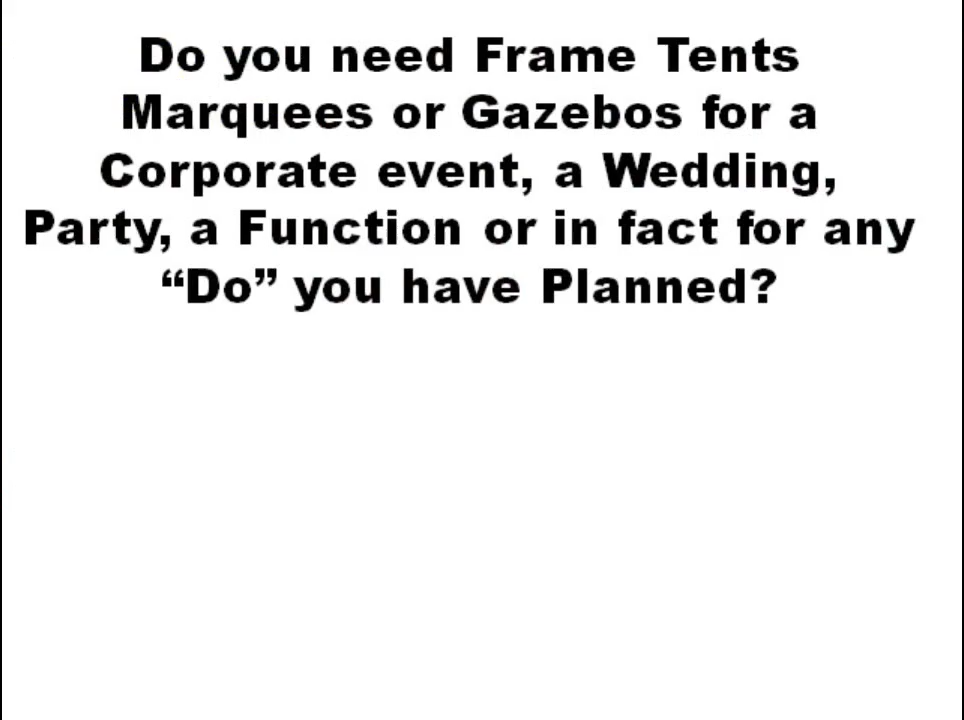 Do you need Frame Tents
Marquees or Gazebos for a
Corporate event, a Wedding,
Party, a Function or in fact for any
“Do” you have Planned?